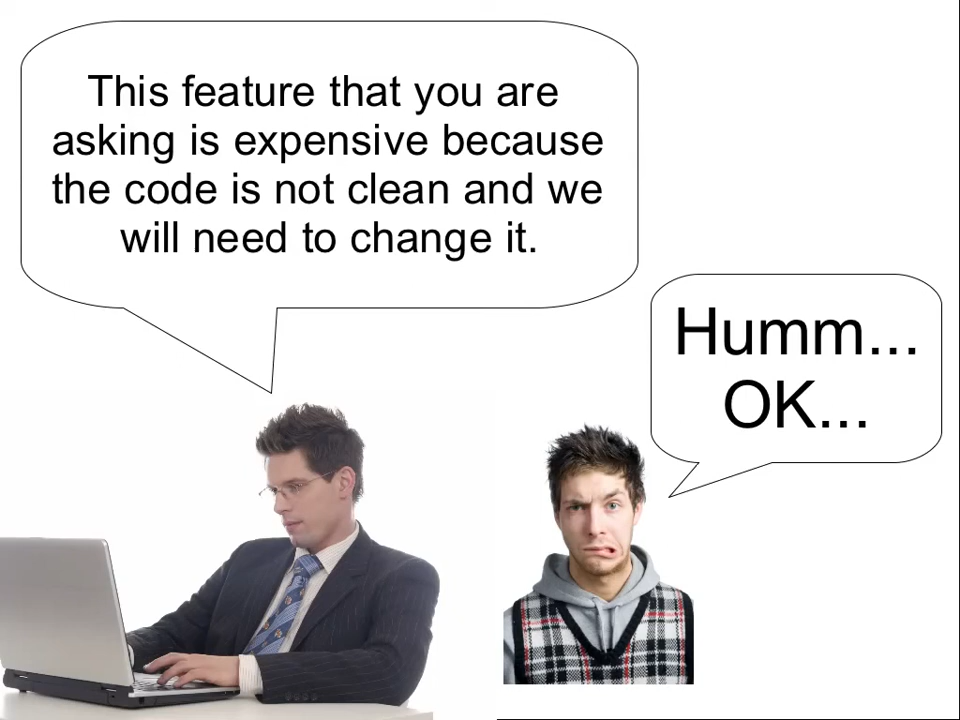 This feature that you are
asking is expensive because
the code is not clean and we
will need to change it.
Humm...
OK...